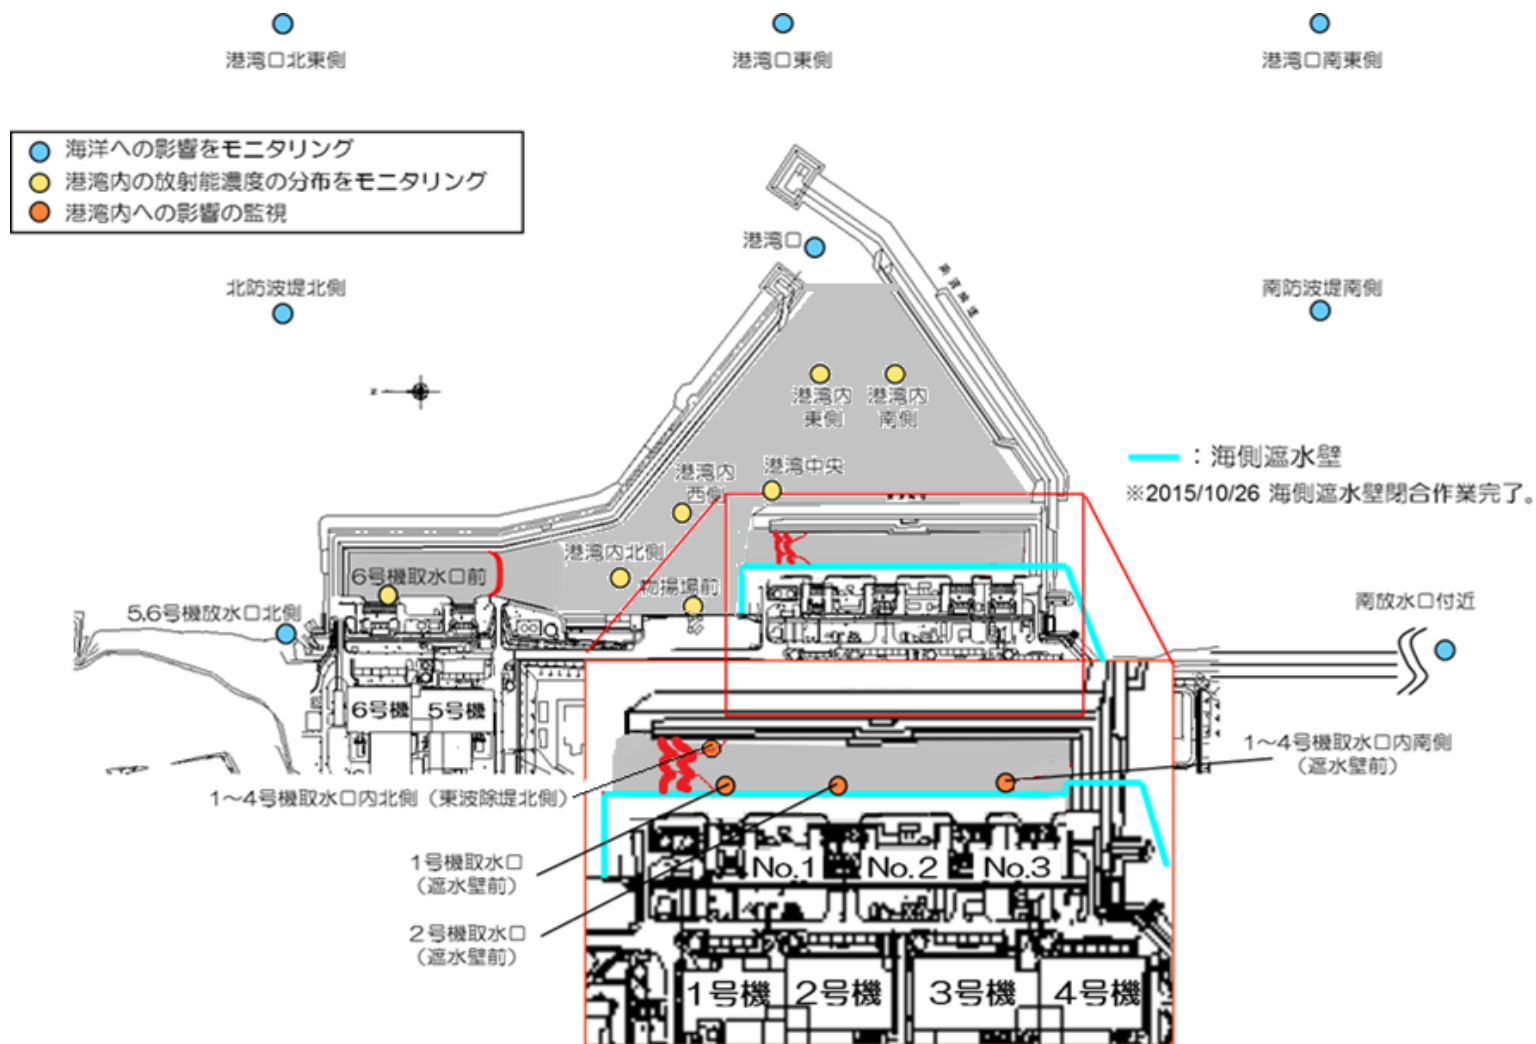 港湾口北東側
港湾口東側
港湾口南東側
海洋への影響をモニタリング
港湾内の放射能濃度の分布をモニタリング
港湾内への影響の監視
港湾口
北防波堤北側
南防波堤南側
N
港湾内
東側
港湾内
南側
：海側遮水壁
※2015/10/26 海側遮水壁閉合作業完了。
港湾中央
港湾内
西側
港湾内北側
6号機取水口前
物揚場前
5,6号機放水口北側
南放水口付近
6号機
5号機
1～4号機取水口内南側
（遮水壁前）
1～4号機取水口内北側（東波除堤北側）
1号機取水口
（遮水壁前）
No.1
No.2
No.3
2号機取水口
（遮水壁前）
1号機
2号機
3号機
4号機